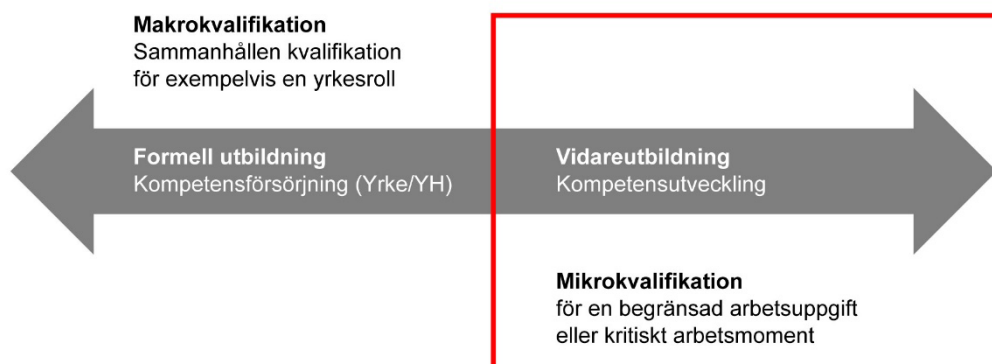 Makrokvalifikation
Sammanhållen kvalifikation
för exempelvis en yrkesroll
Formell utbildning
Kompetensförsörjning (Yrke/YH)
Vidareutbildning
Kompetensutveckling
Mikrokvalifikation
för en begränsad arbetsuppgift
eller kritiskt arbetsmoment